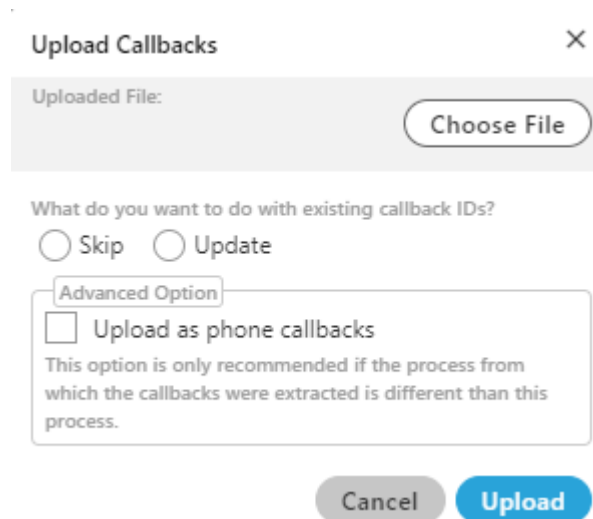 Upload Callbacks
Uploaded File:
Choose File
What do you want to do with existing callback IDs?
Skip Update
Advanced Option
Upload as phone callbacks
This option is only recommended if the process from
which the callbacks were extracted is different than this
process.
Cancel Upload